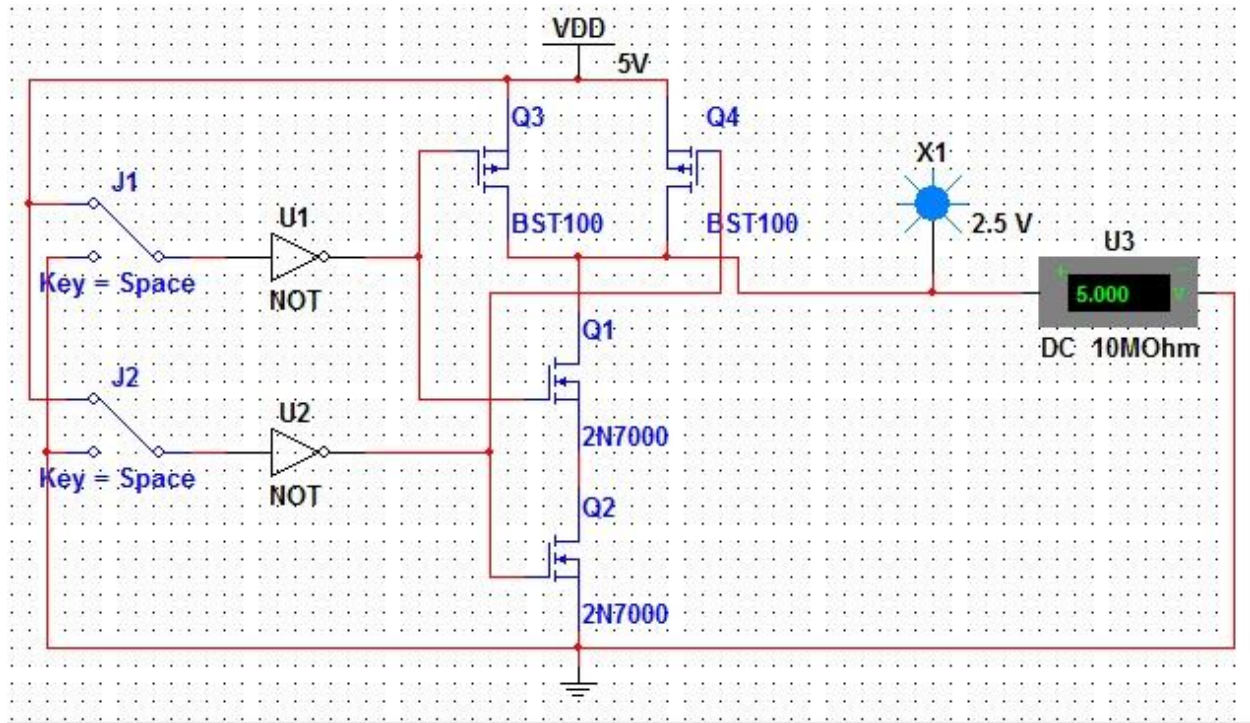 VDD
5V
Q3
Q4
X1
J1
U1
BST100
BST100
2.5 V
U3
Key = Space
NOT
+
-
5.000
V
Q1
DC 10MOhm
J2
U2
2N7000
Key = Space
NOT
Q2
2N7000